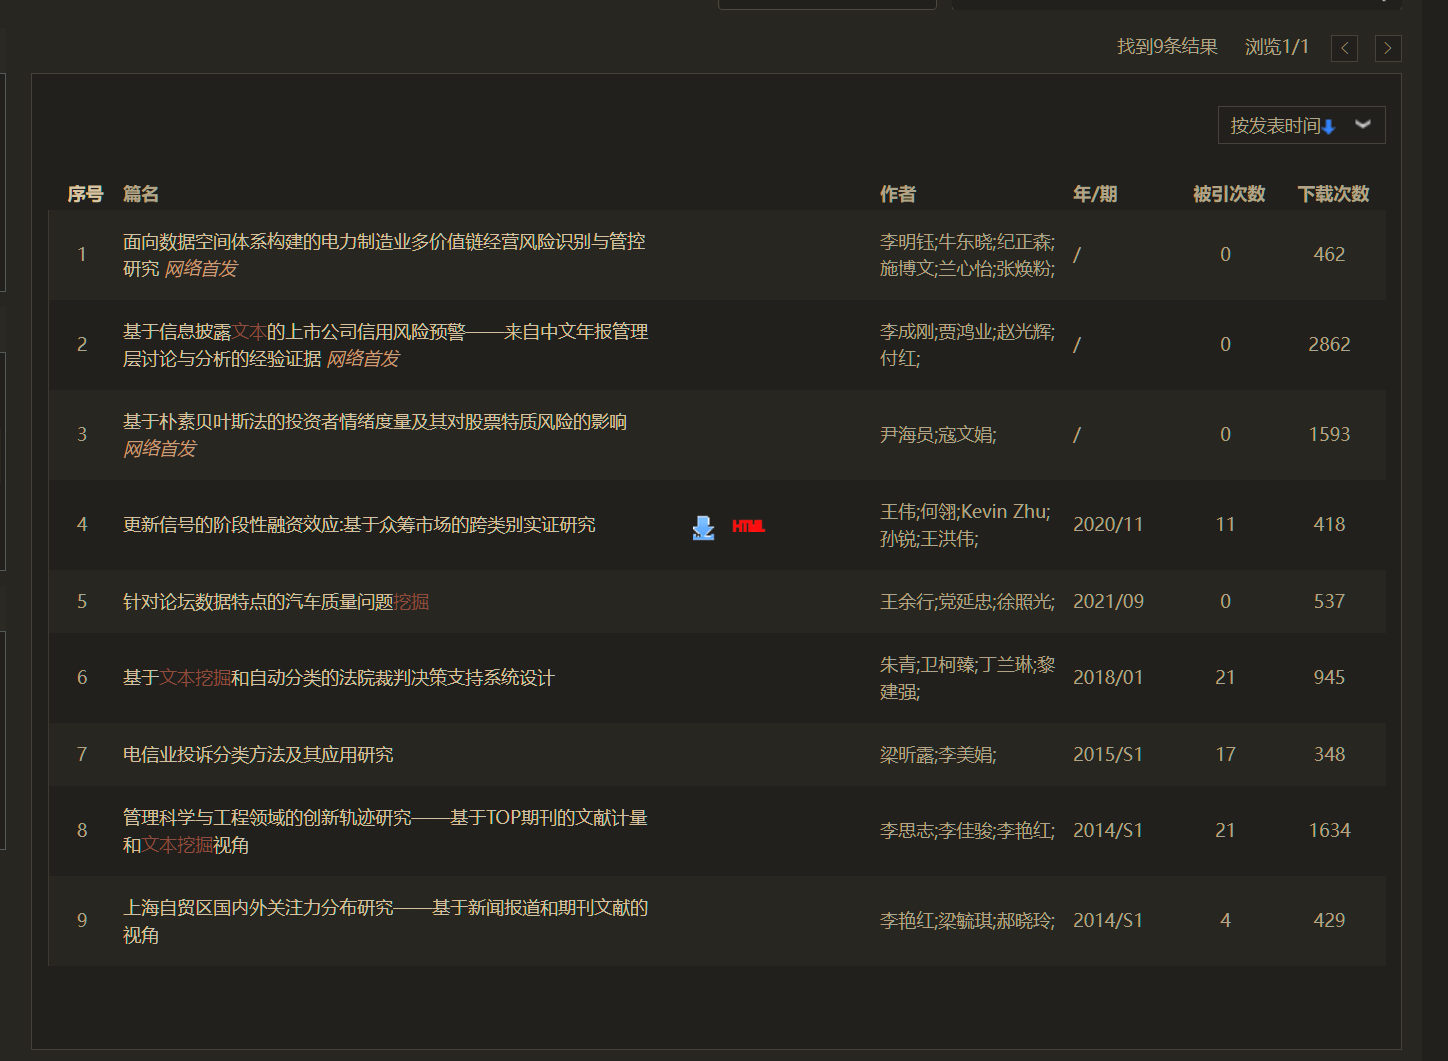 找到9条结果 浏览1/1
按发表时间
序号 篇名 作者 年/期 被引次数 下载次数
1 面向数据空间体系构建的电力制造业多价值链经营风险识别与管控 李明钰;牛东晓;纪正森; / 0 462
研究 网络首发 施博文;兰心怡;张焕粉;
2 基于信息披露文本的上市公司信用风险预警——来自中文年报管理 李成刚;贾鸿业;赵光辉; / 0 2862
层讨论与分析的经验证据 网络首发 付红;
3 基于朴素贝叶斯法的投资者情绪度量及其对股票特质风险的影响 尹海员;寇文娟; / 0 1593
网络首发
4 更新信号的阶段性融资效应:基于众筹市场的跨类别实证研究 HTML 王伟;何翎;Kevin Zhu; 2020/11 11 418
孙锐;王洪伟;
5 针对论坛数据特点的汽车质量问题挖掘 王余行;党延忠;徐照光; 2021/09 0 537
6 基于文本挖掘和自动分类的法院裁判决策支持系统设计 朱青;卫柯臻;丁兰琳;黎 2018/01 21 945
建强;
7 电信业投诉分类方法及其应用研究 梁昕露;李美娟; 2015/S1 17 348
8 管理科学与工程领域的创新轨迹研究——基于TOP期刊的文献计量 李思志;李佳骏;李艳红; 2014/S1 21 1634
和文本挖掘视角
9 上海自贸区国内外关注力分布研究——基于新闻报道和期刊文献的 李艳红;梁毓琪;郝晓玲; 2014/S1 4 429
视角